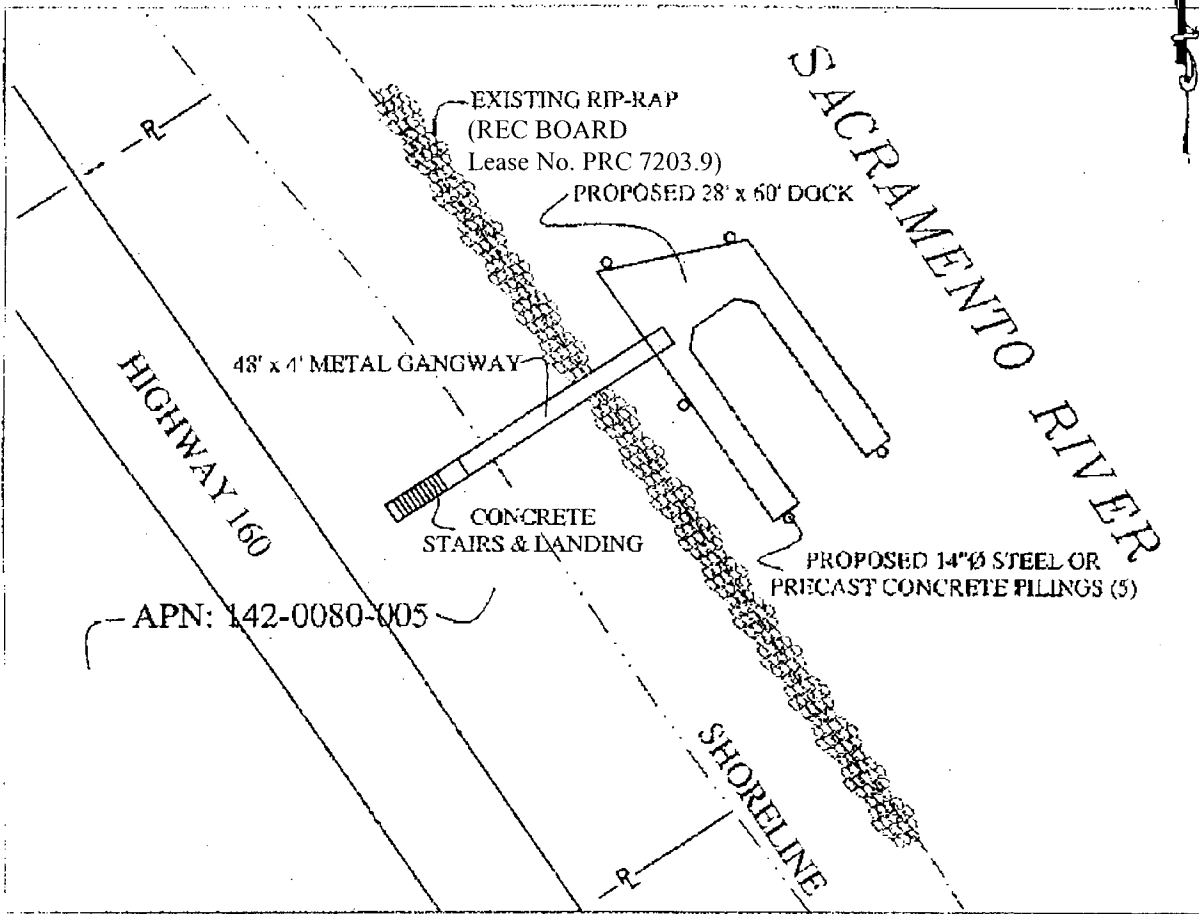 SACRAMENTO RIVER
EXISTING RIP-RAP
(REC BOARD
Lease No. PRC 7203.9)
PROPOSED 28' x 60' DOCK
48' x 4' METAL GANGWAY
HIGHWAY 160
CONCRETE
STAIRS & LANDING
PROPOSED 14"Ø STEEL OR
PRECAST CONCRETE PILINGS (5)
APN: 142-0080-005
SHORELINE